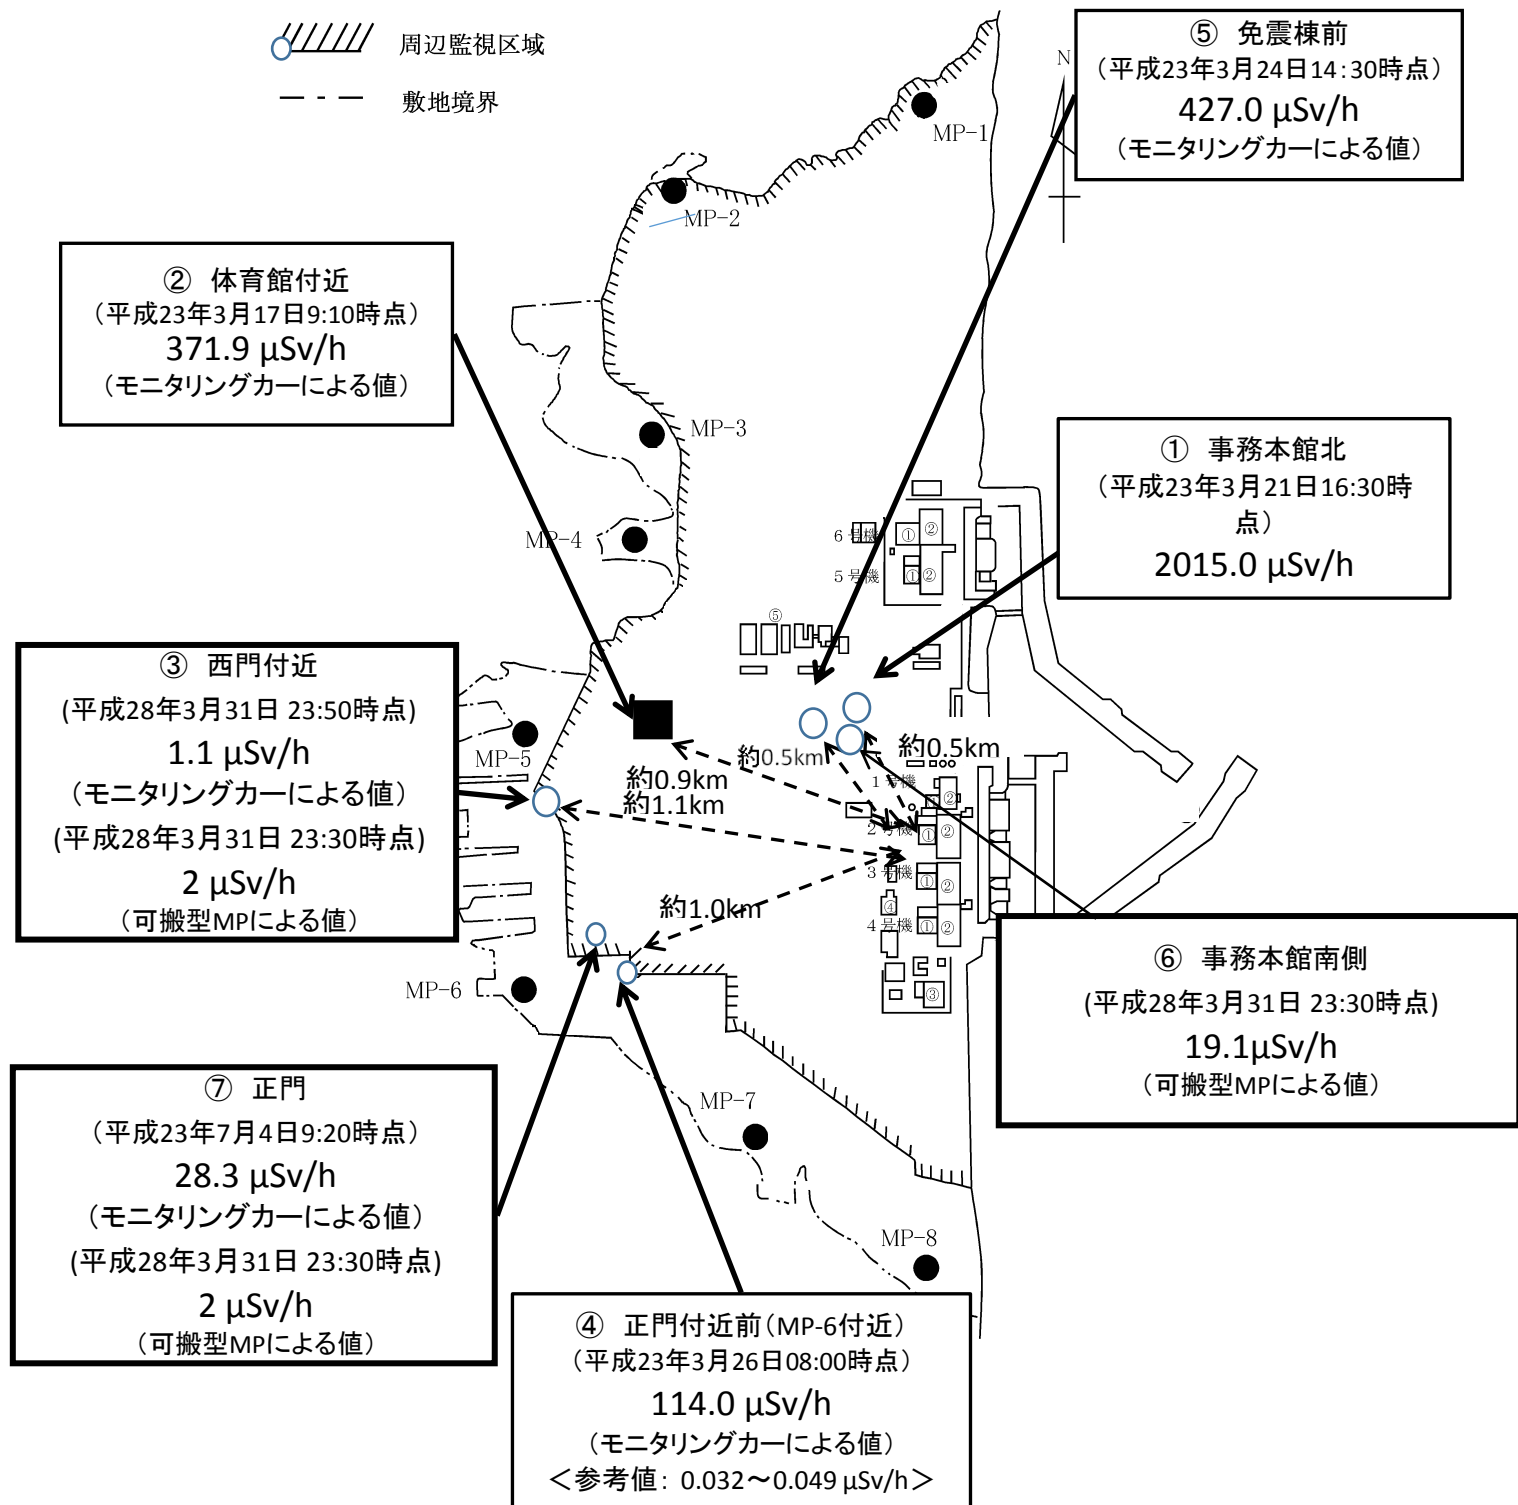 周辺監視区域
敷地境界
⑤ 免震棟前
（平成23年3月24日14:30時点）
427.0 μSv/h
（モニタリングカーによる値）
N
MP-1
MP-2
② 体育館付近
（平成23年3月17日9:10時点）
371.9 μSv/h
（モニタリングカーによる値）
MP-3
① 事務本館北
（平成23年3月21日16:30時
点）
2015.0 μSv/h
MP-4
6号機
① ②
5号機
① ②
⑤
③ 西門付近
(平成28年3月31日 23:50時点)
1.1 μSv/h
（モニタリングカーによる値）
(平成28年3月31日 23:30時点)
2 μSv/h
（可搬型MPによる値）
MP-5
約0.5km
約0.5km
約0.9km
約1.1km
1号機
① ②
2号機
① ②
3号機
① ②
約1.0km
④
4号機
① ②
③
MP-6
⑥ 事務本館南側
(平成28年3月31日 23:30時点)
19.1μSv/h
（可搬型MPによる値）
⑦ 正門
（平成23年7月4日9:20時点）
28.3 μSv/h
（モニタリングカーによる値）
(平成28年3月31日 23:30時点)
2 μSv/h
（可搬型MPによる値）
MP-7
MP-8
④ 正門付近前（MP-6付近）
（平成23年3月26日08:00時点）
114.0 μSv/h
（モニタリングカーによる値）
＜参考値: 0.032～0.049 μSv/h＞